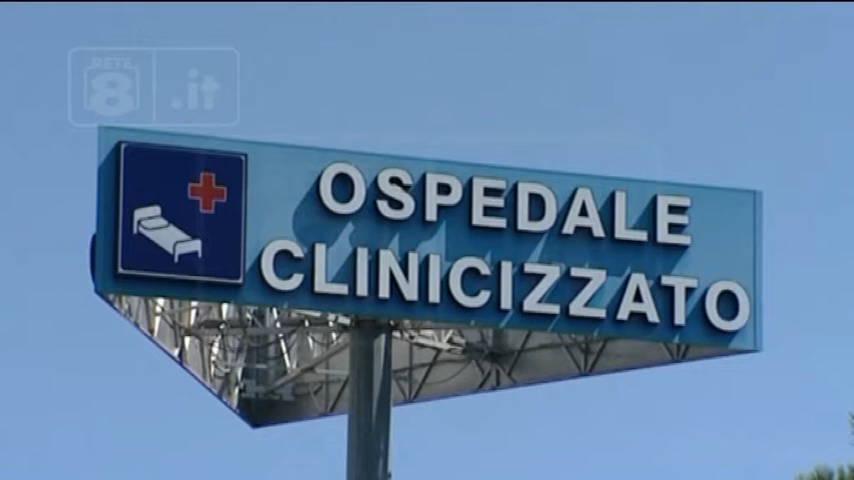 RETE
8 .it
OSPEDALE
CLINICIZZATO